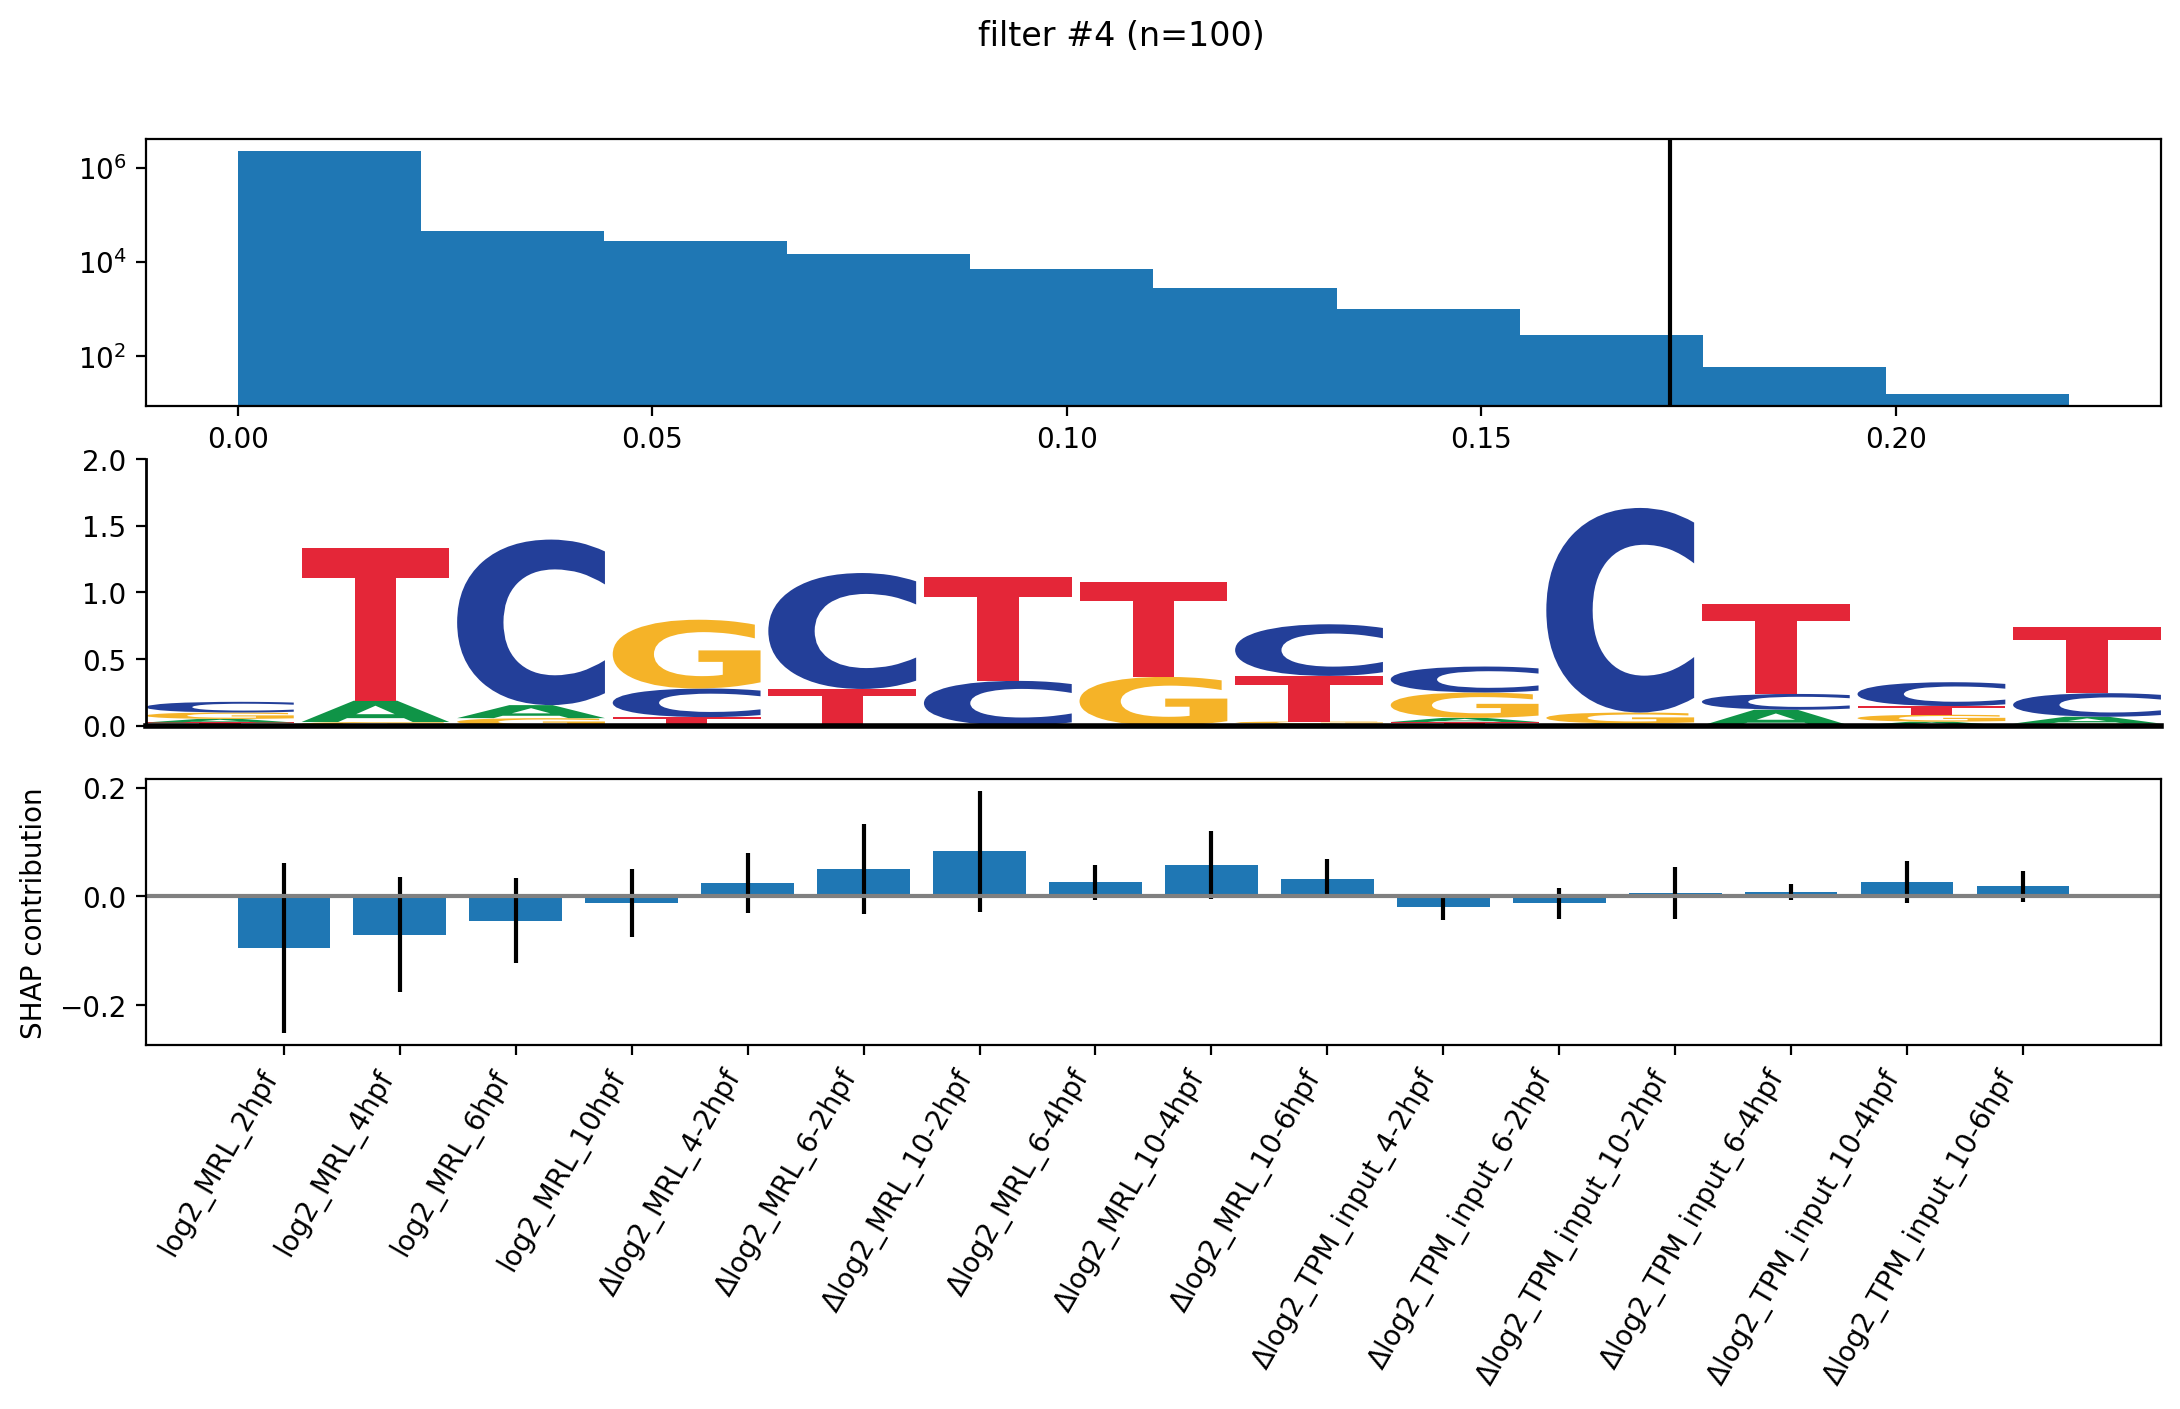 filter #4 (n=100)
10⁶
10⁴
10²
0.00 0.05 0.10 0.15 0.20
2.0
1.5
1.0
0.5
0.0
C T C G C T T C C C T C T
G A A C T C G T G G C T C
A G T G A A G A
T T A
SHAP contribution
0.2
0.0
−0.2
log2_MRL_2hpf
log2_MRL_4hpf
log2_MRL_6hpf
log2_MRL_10hpf
Δlog2_MRL_4-2hpf
Δlog2_MRL_6-2hpf
Δlog2_MRL_10-2hpf
Δlog2_MRL_6-4hpf
Δlog2_MRL_10-4hpf
Δlog2_MRL_10-6hpf
Δlog2_TPM_input_4-2hpf
Δlog2_TPM_input_6-2hpf
Δlog2_TPM_input_10-2hpf
Δlog2_TPM_input_6-4hpf
Δlog2_TPM_input_10-4hpf
Δlog2_TPM_input_10-6hpf